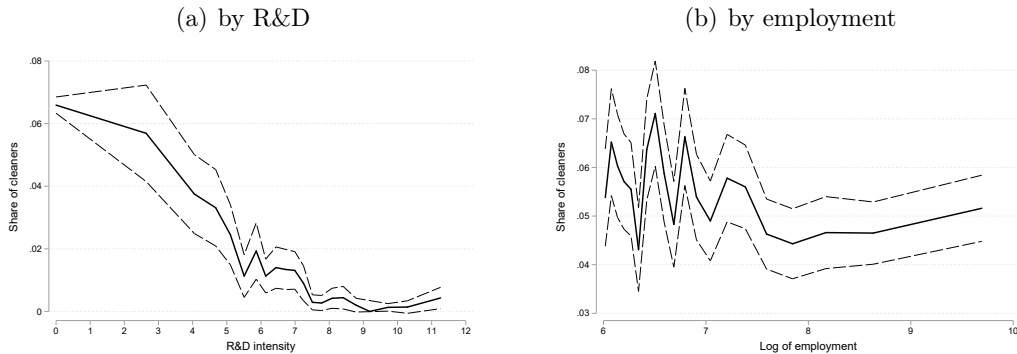 (a) by R&D
.08
.06
.04
.02
0
Share of cleaners
0 1 2 3 4 5 6 7 8 9 10 11 12
R&D intensity
(b) by employment
.08
.07
.06
.05
.04
.03
Share of cleaners
6 7 8 9 10
Log of employment